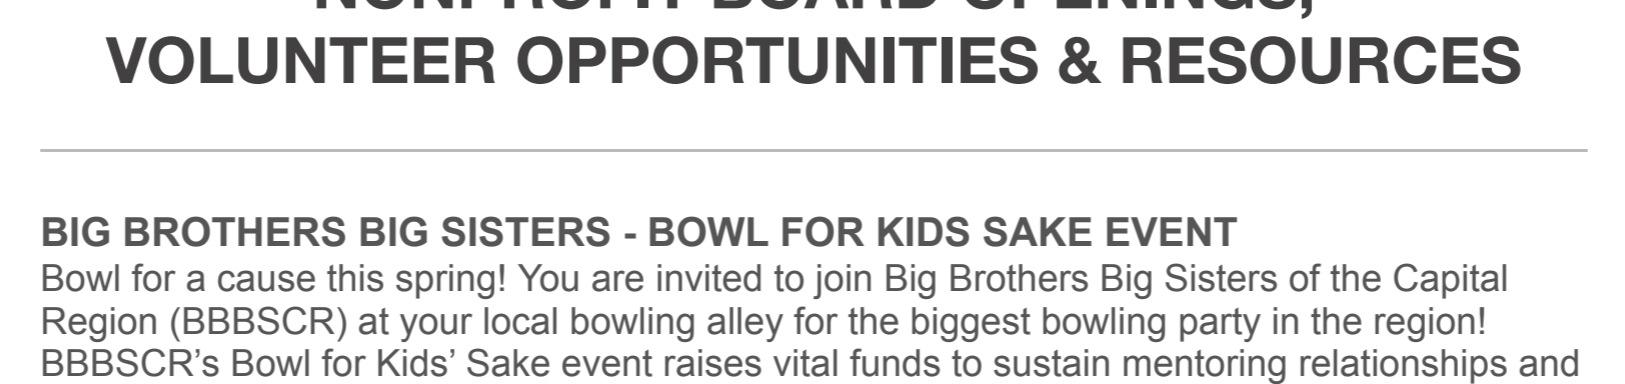 NONPROFIT BOARD OPENINGS,
VOLUNTEER OPPORTUNITIES & RESOURCES
BIG BROTHERS BIG SISTERS - BOWL FOR KIDS SAKE EVENT
Bowl for a cause this spring! You are invited to join Big Brothers Big Sisters of the Capital
Region (BBBSCR) at your local bowling alley for the biggest bowling party in the region!
BBBSCR’s Bowl for Kids’ Sake event raises vital funds to sustain mentoring relationships and